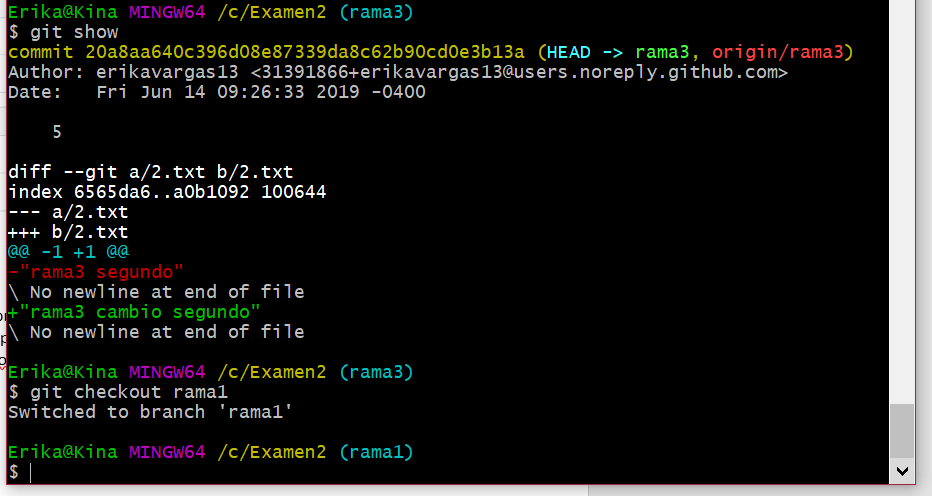 Erika@Kina MINGW64 /c/Examen2 (rama3)
$ git show
commit 20a8aa640c396d08e87339da8c62b90cd0e3b13a (HEAD -> rama3, origin/rama3)
Author: erikavargas13 <31391866+erikavargas13@users.noreply.github.com>
Date:   Fri Jun 14 09:26:33 2019 -0400

    5

diff --git a/2.txt b/2.txt
index 6565da6..a0b1092 100644
--- a/2.txt
+++ b/2.txt
@@ -1 +1 @@
-"rama3 segundo"
\ No newline at end of file
+"rama3 cambio segundo"
\ No newline at end of file

Erika@Kina MINGW64 /c/Examen2 (rama3)
$ git checkout rama1
Switched to branch 'rama1'

Erika@Kina MINGW64 /c/Examen2 (rama1)
$